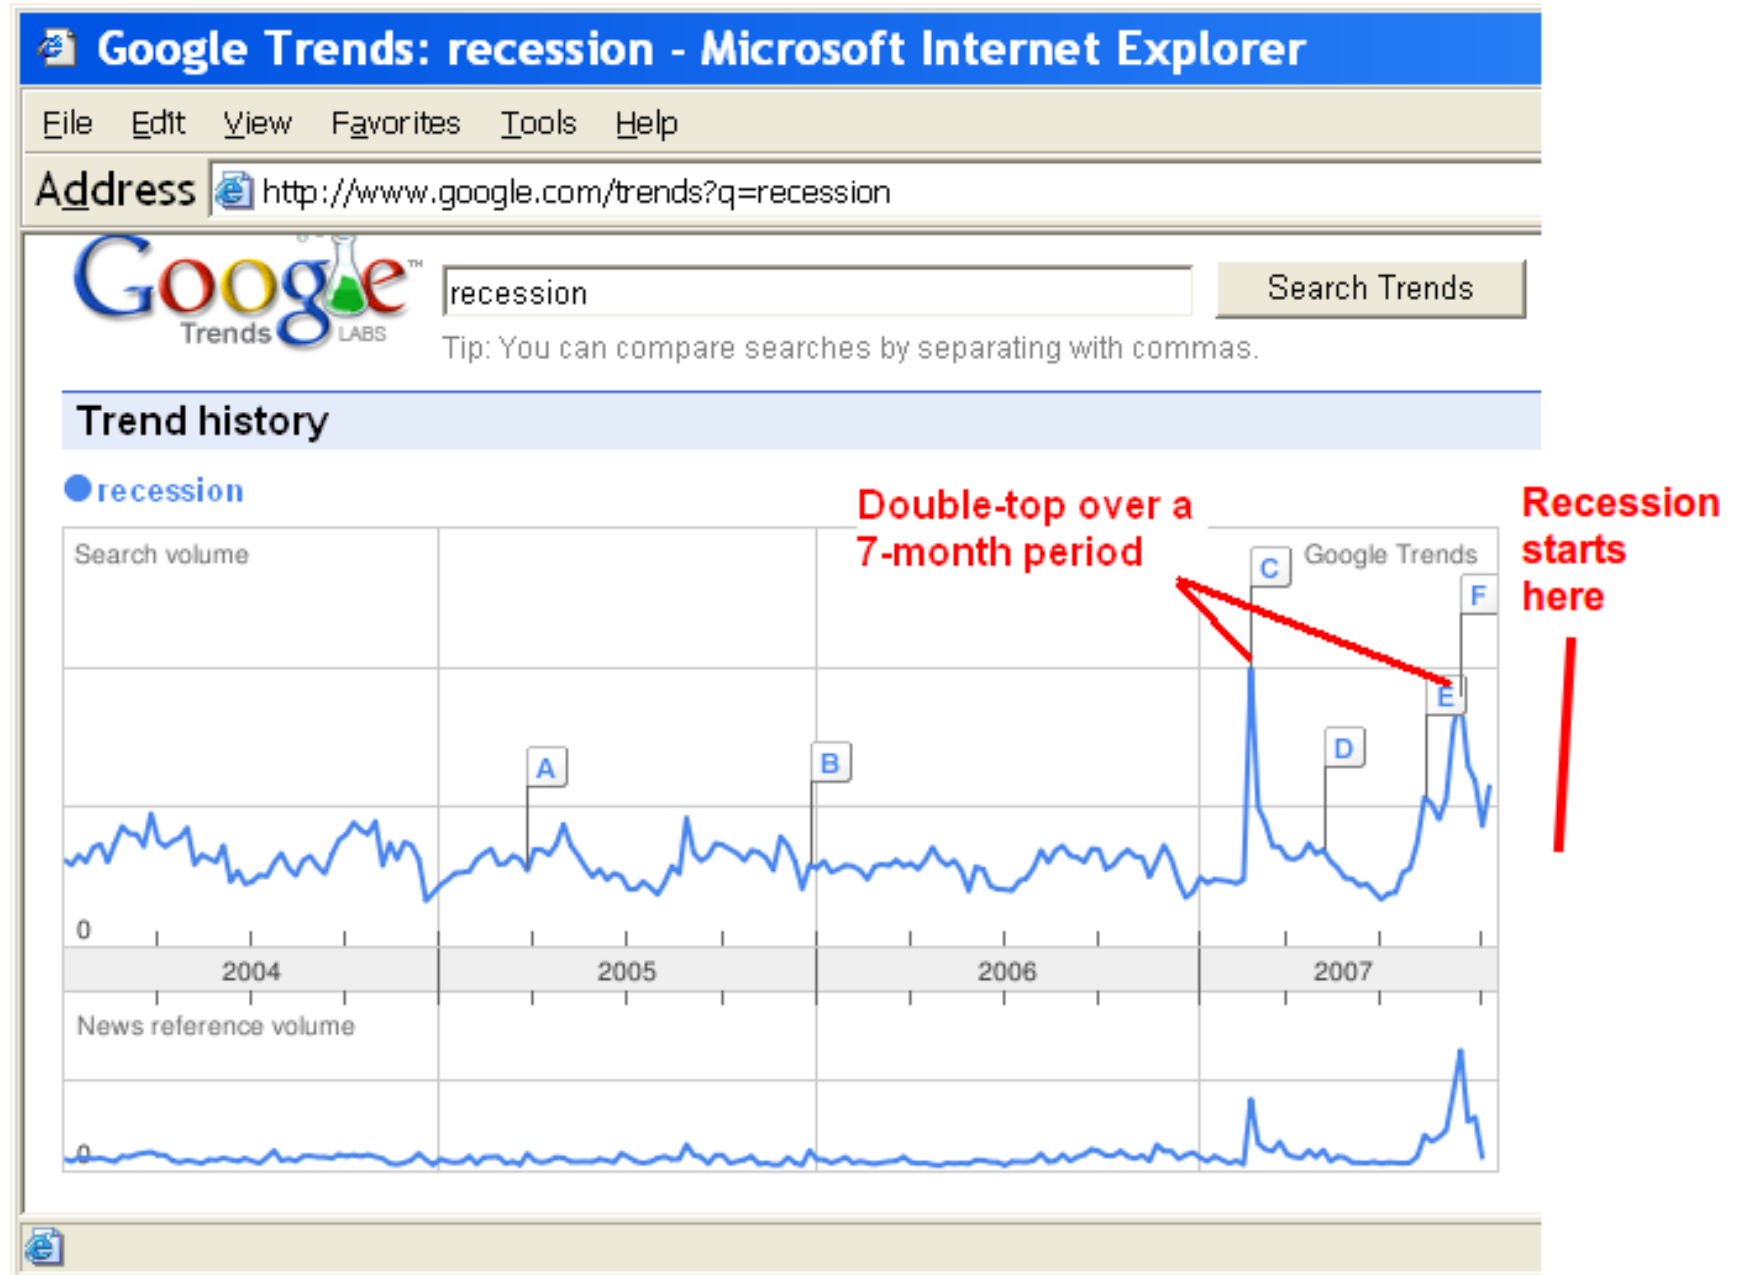 Google Trends: recession - Microsoft Internet Explorer
File Edit View Favorites Tools Help
Address http://www.google.com/trends?q=recession
Google™
Trends LABS
recession
Search Trends
Tip: You can compare searches by separating with commas.
Trend history
recession
Double-top over a
7-month period
Recession
starts
here
Search volume
Google Trends
C
F
E
D
A
B
0
2004 2005 2006 2007
News reference volume
0